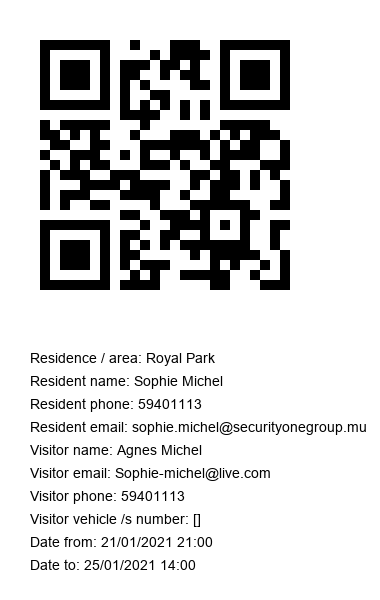 Residence / area: Royal Park
Resident name: Sophie Michel
Resident phone: 59401113
Resident email: sophie.michel@securityonegroup.mu
Visitor name: Agnes Michel
Visitor email: Sophie-michel@live.com
Visitor phone: 59401113
Visitor vehicle /s number: []
Date from: 21/01/2021 21:00
Date to: 25/01/2021 14:00